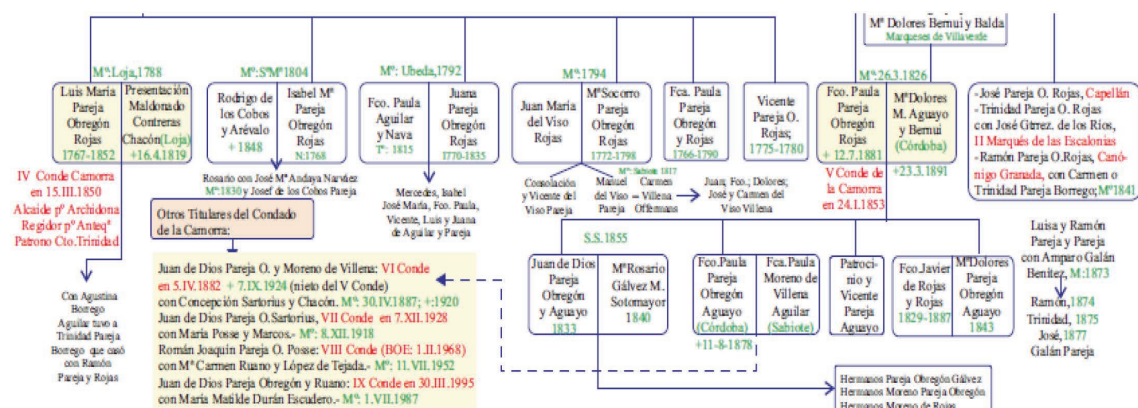 Mª Dolores Bernui y Balda
Marqueses de Villaverde
Mº:Loja,1788
Luis María
Pareja
Obregón
Rojas
1767-1852
Presentación
Maldonado
Contreras
Chacón(Loja)
+16.4.1819
IV Conde Camorra
en 15.III.1850
Alcaide pº Archidona
Regidor pº Anteqª
Patrono Cto.Trinidad
Con Agustina
Borrego
Aguilar tuvo a
Trinidad Pareja
Borrego que casó
con Ramón
Pareja y Rojas
Mº:SªMª1804
Rodrigo de
los Cobos
y Arévalo
+ 1848
Isabel Mª
Pareja
Obregón
Rojas
N:1768
Rosario con José Mª Andaya Narváez
Mº:1830 y Josef de los Cobos Pareja
Otros Titulares del Condado
de la Camorra:
Juan de Dios Pareja O. y Moreno de Villena: VI Conde
en 5.IV.1882 + 7.IX.1924 (nieto del V Conde)
con Concepción Sartorius y Chacón. Mº: 30.IV.1887; +:1920
Juan de Dios Pareja O.Sartorius, VII Conde en 7.XII.1928
con María Posse y Marcos.- Mº: 8.XII.1918
Román Joaquín Pareja O. Posse: VIII Conde (BOE: 1.II.1968)
con Mª Carmen Ruano y López de Tejada.- Mº: 11.VII.1952
Juan de Dios Pareja Obregón y Ruano: IX Conde en 30.III.1995
con María Matilde Durán Escudero.- Mº: 1.VII.1987
Mº: Ubeda,1792
Fco. Paula
Aguilar
y Nava
Tº: 1815
Juana
Pareja
Obregón
Rojas
1770-1835
Mercedes, Isabel
José María, Fco. Paula,
Vicente, Luis y Juana
de Aguilar y Pareja
Mº:1794
Juan María
del Viso
Rojas
MªSocorro
Pareja
Obregón
Rojas
1772-1798
Consolación
y Vicente del
Viso Pareja
Mº: Sabiote 1817
Manuel
del Viso
Pareja
Carmen
= Villena
Offermans
Juan; Fco.; Dolores;
José y Carmen del
Viso Villena
Fca. Paula
Pareja
Obregón
y Rojas
1766-1790
Vicente
Pareja O.
Rojas;
1775-1780
Mº:26.3.1826
Fco. Paula
Pareja
Obregón
Rojas
+ 12.7.1881
MªDolores
M. Aguayo
y Bernui
(Córdoba)
+23.3.1891
V Conde de
la Camorra
en 24.I.1853
-José Pareja O. Rojas, Capellán
-Trinidad Pareja O. Rojas
con José Gtrrez. de los Ríos,
II Marqués de las Escalonias
-Ramón Pareja O.Rojas, Canó-
nigo Granada, con Carmen o
Trinidad Pareja Borrego; Mº1841
Luisa y Ramón
Pareja y Pareja
con Amparo Galán
Benítez, M:1873
Ramón, 1874
Trinidad, 1875
José, 1877
Galán Pareja
S.S.1855
Juan de Dios
Pareja
Obregón
y Aguayo
1833
MªRosario
Gálvez M.
Sotomayor
1840
Fco.Paula
Pareja
Obregón
Aguayo
(Córdoba)
+11-8-1878
Fca.Paula
Moreno de
Villena
Aguilar
(Sabiote)
Patroci-
nio y Vicente
Pareja
Aguayo
Fco.Javier
de Rojas
y Rojas
1829-1887
MªDolores
Pareja
Obregón
Aguayo
1843
Hermanos Pareja Obregón Gálvez
Hermanos Moreno Pareja Obregón
Hermanos Moreno de Rojas